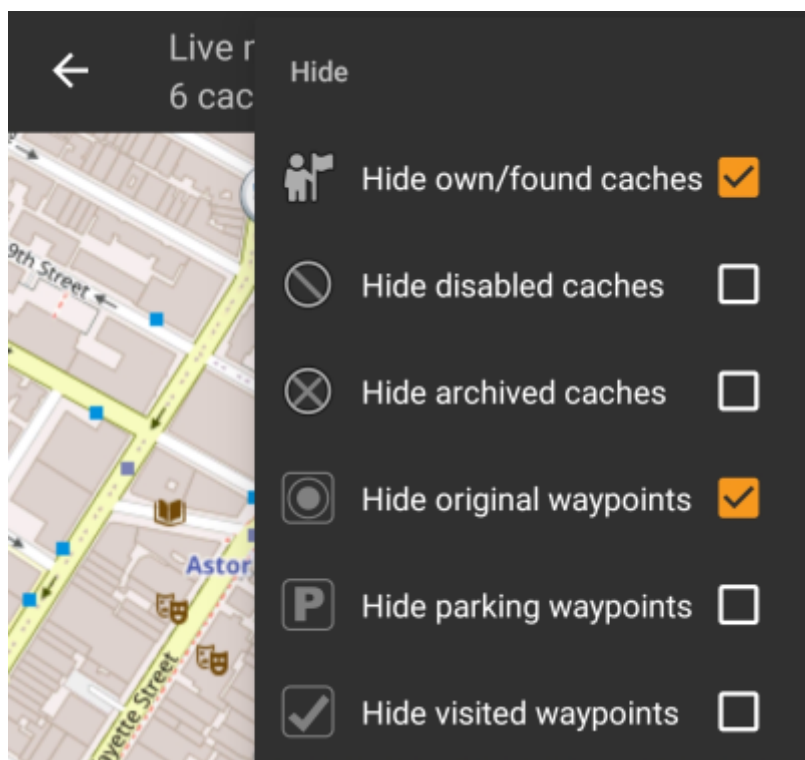 Live
6 cac
Hide
Hide own/found caches
Hide disabled caches
Hide archived caches
Hide original waypoints
P Hide parking waypoints
Hide visited waypoints
9th Street
Astor
yette Street